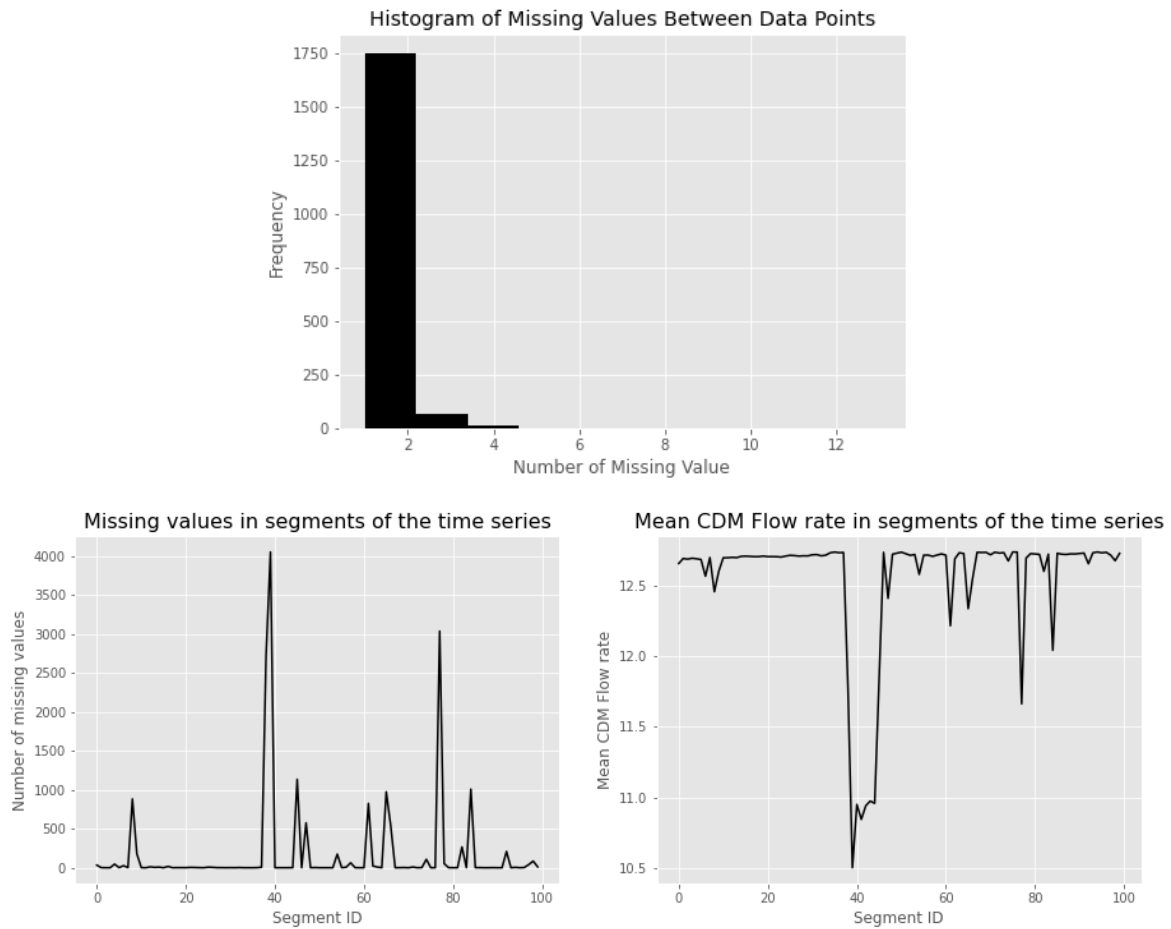 Histogram of Missing Values Between Data Points
1750
1500
1250
1000
750
500
250
0
Frequency
2 4 6 8 10 12
Number of Missing Value
Missing values in segments of the time series
4000
3500
3000
2500
2000
1500
1000
500
0
Number of missing values
0 20 40 60 80 100
Segment ID
Mean CDM Flow rate in segments of the time series
12.5
12.0
11.5
11.0
10.5
Mean CDM Flow rate
0 20 40 60 80 100
Segment ID